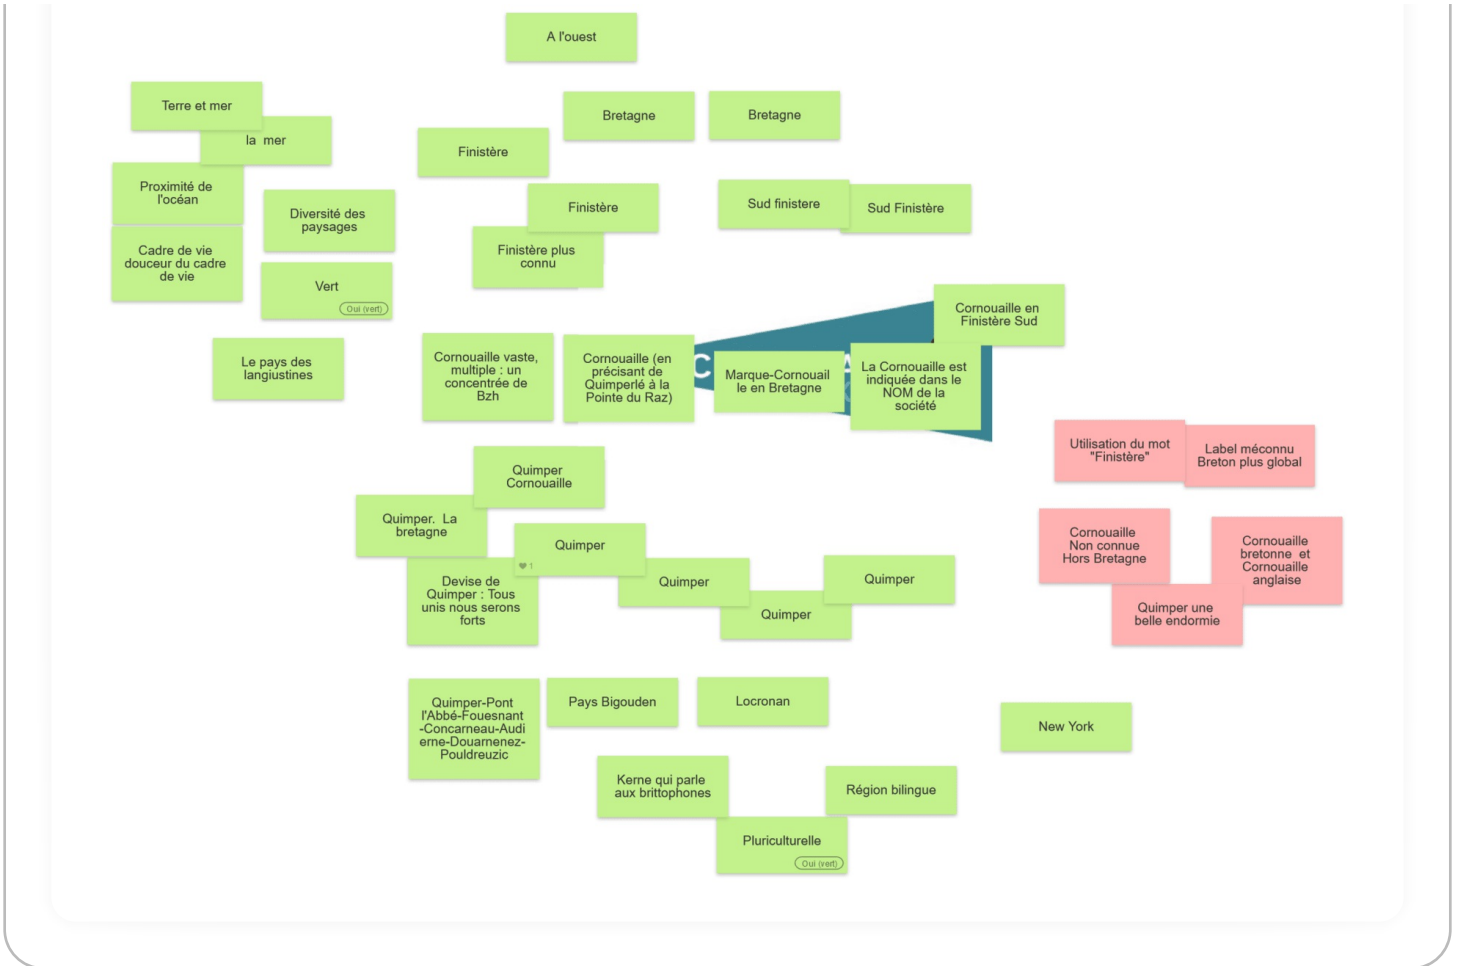 A l'ouest
Terre et mer
la mer
Bretagne
Bretagne
Finistère
Proximité de
l'océan
Diversité des
paysages
Finistère
Sud finistere
Sud Finistère
Cadre de vie
douceur du cadre
de vie
Finistère plus
connu
Vert
Oui (vert)
Cornouaille en
Finistère Sud
Le pays des
langiustines
Cornouaille vaste,
multiple : un
concentrée de
Bzh
Cornouaille (en
précisant de
Quimperlé à la
Pointe du Raz)
C
Marque-Cornouail
le en Bretagne
La Cornouaille est
indiquée dans le
NOM de la
société
Utilisation du mot
"Finistère"
Label méconnu
Breton plus global
Quimper
Cornouaille
Quimper. La
bretagne
Quimper
1
Cornouaille
Non connue
Hors Bretagne
Cornouaille
bretonne et
Cornouaille
anglaise
Devise de
Quimper : Tous
unis nous serons
forts
Quimper
Quimper
Quimper
Quimper une
belle endormie
Quimper-Pont
l'Abbé-Fouesnant
-Concarneau-Audi
erne-Douarnenez-
Pouldreuzic
Pays Bigouden
Locronan
New York
Kerne qui parle
aux brittophones
Région bilingue
Pluriculturelle
Oui (vert)